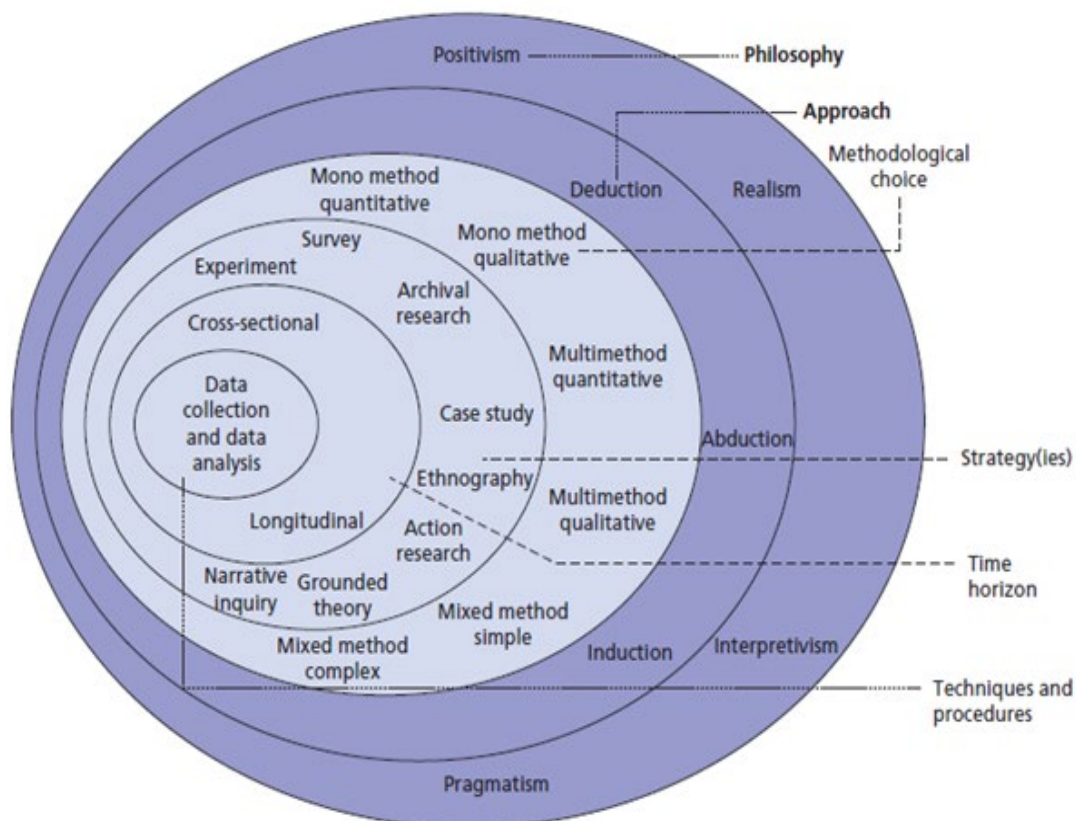 Positivism
Philosophy
Approach
Methodological
choice
Mono method
quantitative
Deduction
Realism
Survey
Mono method
qualitative
Experiment
Archival
research
Cross-sectional
Multimethod
quantitative
Data
collection
and data
analysis
Case study
Abduction
Strategy(ies)
Ethnography
Multimethod
qualitative
Longitudinal
Action
research
Time
horizon
Narrative
inquiry
Grounded
theory
Mixed method
simple
Mixed method
complex
Induction
Interpretivism
Techniques and
procedures
Pragmatism